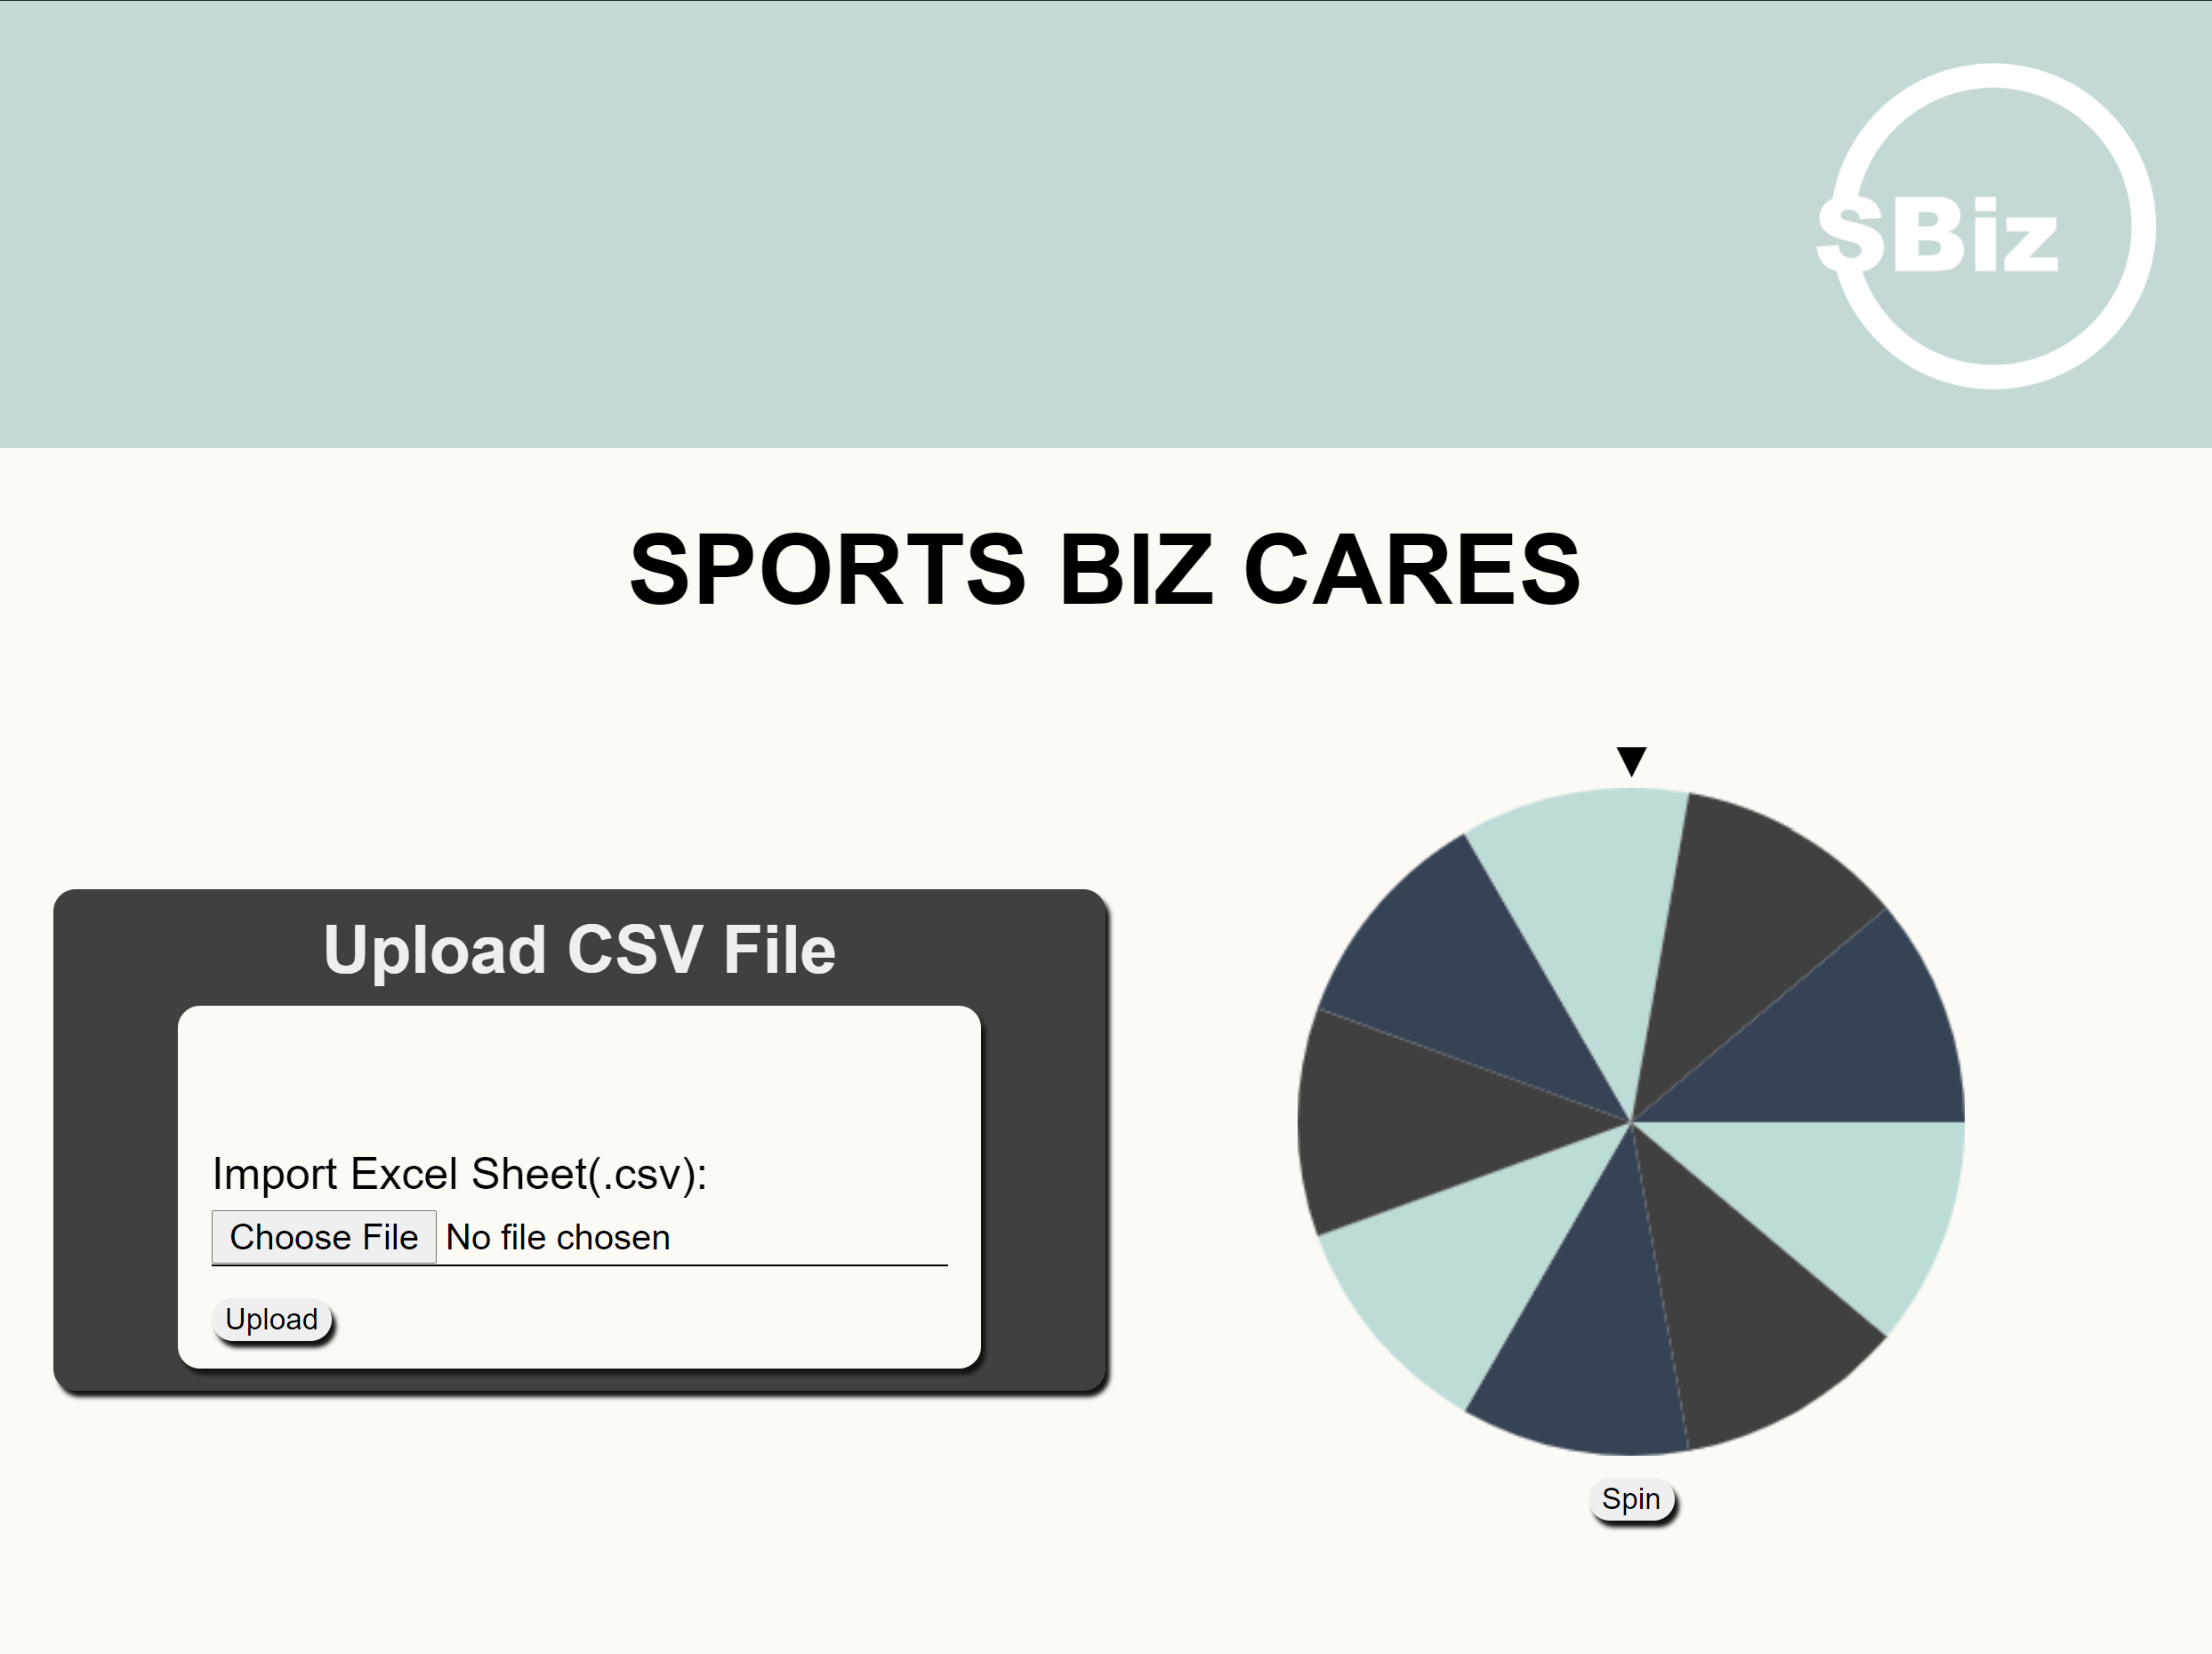 SBiz
SPORTS BIZ CARES
Upload CSV File
Import Excel Sheet(.csv):
Choose File No file chosen
Upload
Spin